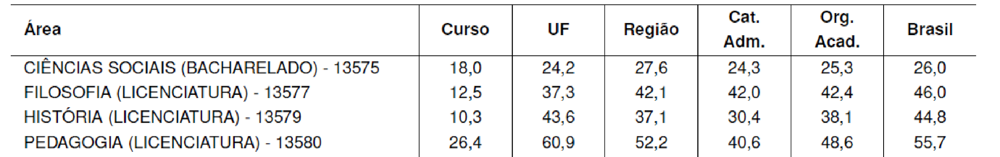 Área Curso UF Região Cat. Adm. Org. Acad. Brasil
CIÊNCIAS SOCIAIS (BACHARELADO) - 13575 18,0 24,2 27,6 24,3 25,3 26,0
FILOSOFIA (LICENCIATURA) - 13577 12,5 37,3 42,1 42,0 42,4 46,0
HISTÓRIA (LICENCIATURA) - 13579 10,3 43,6 37,1 30,4 38,1 44,8
PEDAGOGIA (LICENCIATURA) - 13580 26,4 60,9 52,2 40,6 48,6 55,7